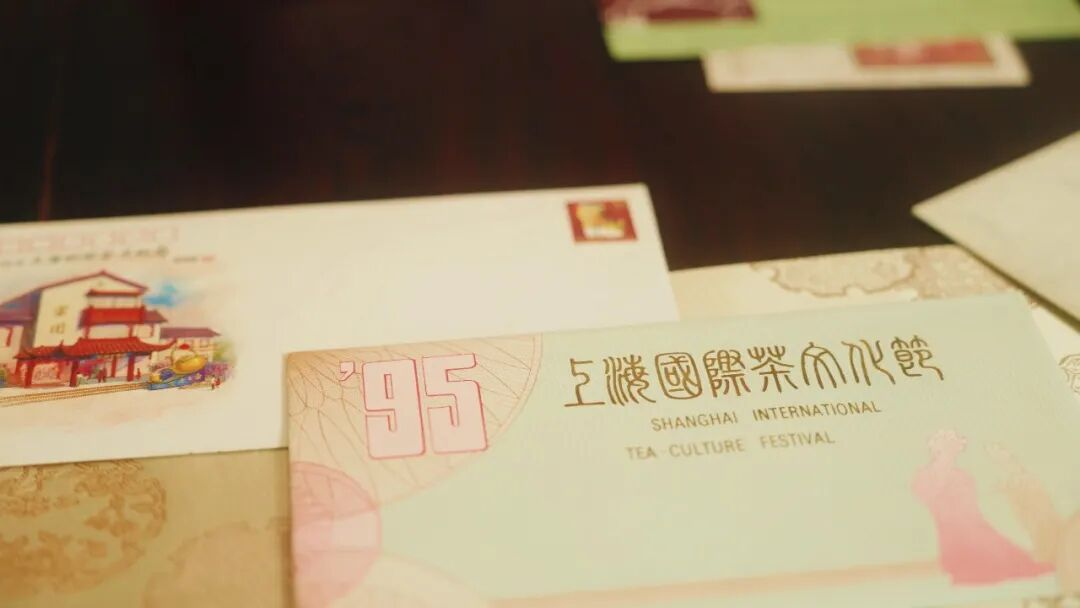 '95
上海國際茶文化節
SHANGHAI INTERNATIONAL
TEA CULTURE FESTIVAL